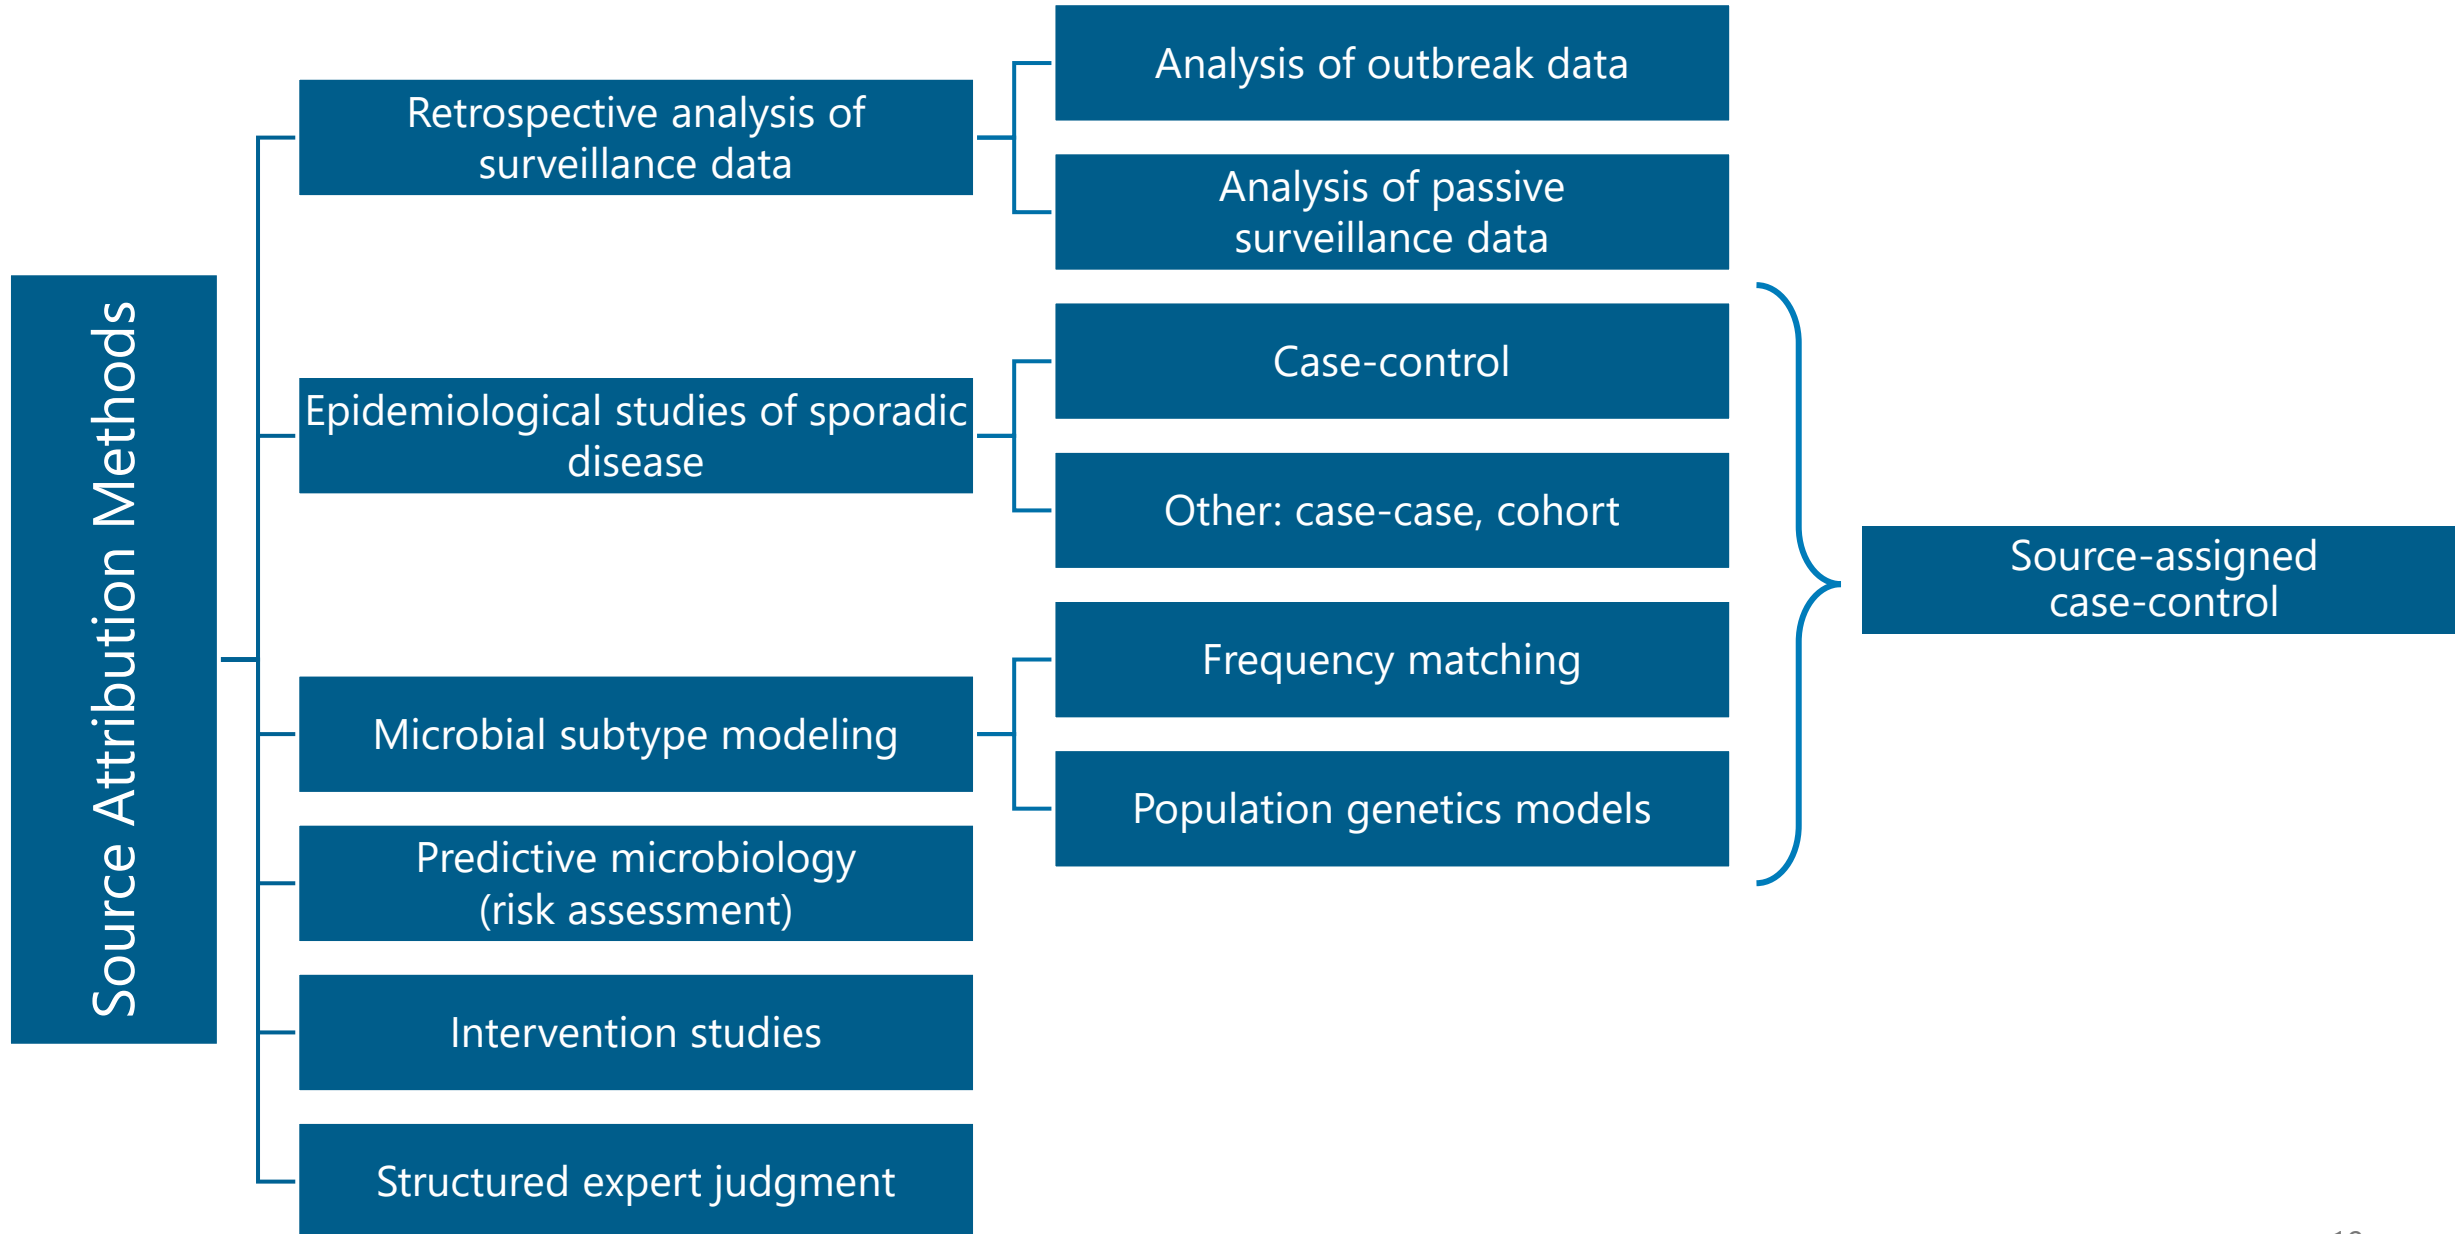 Source Attribution Methods
Retrospective analysis of
surveillance data
Analysis of outbreak data
Analysis of passive
surveillance data
Epidemiological studies of sporadic
disease
Case-control
Other: case-case, cohort
Microbial subtype modeling
Frequency matching
Population genetics models
Source-assigned
case-control
Predictive microbiology
(risk assessment)
Intervention studies
Structured expert judgment